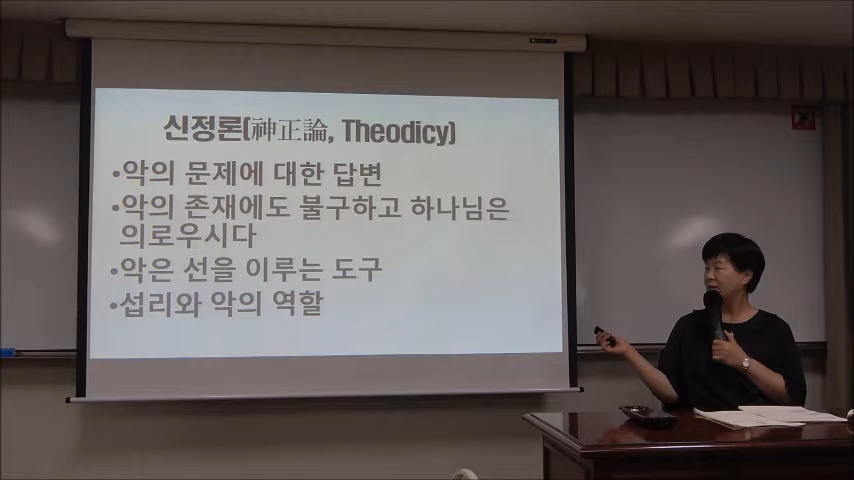 신정론(神正論, Theodicy)
•악의 문제에 대한 답변
•악의 존재에도 불구하고 하나님은
의로우시다
•악은 선을 이루는 도구
•섭리와 악의 역할